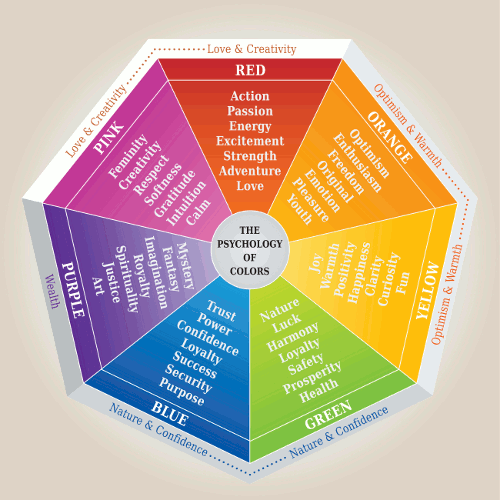 Love & Creativity
RED
Action
Passion
Energy
Excitement
Strength
Adventure
Love
Optimism & Warmth
ORANGE
Optimism
Enthusiasm
Freedom
Original
Emotion
Pleasure
Youth
Optimism & Warmth
YELLOW
Joy
Warmth
Positivity
Happiness
Clarity
Curiosity
Fun
Nature & Confidence
GREEN
Nature
Luck
Harmony
Loyalty
Safety
Prosperity
Health
Nature & Confidence
BLUE
Trust
Power
Confidence
Loyalty
Success
Security
Purpose
Wealth
PURPLE
Mystery
Fantasy
Imagination
Royalty
Spirituality
Justice
Art
Love & Creativity
PINK
Feminity
Creativity
Respect
Softness
Gratitude
Intuition
Calm
THE
PSYCHOLOGY
OF
COLORS